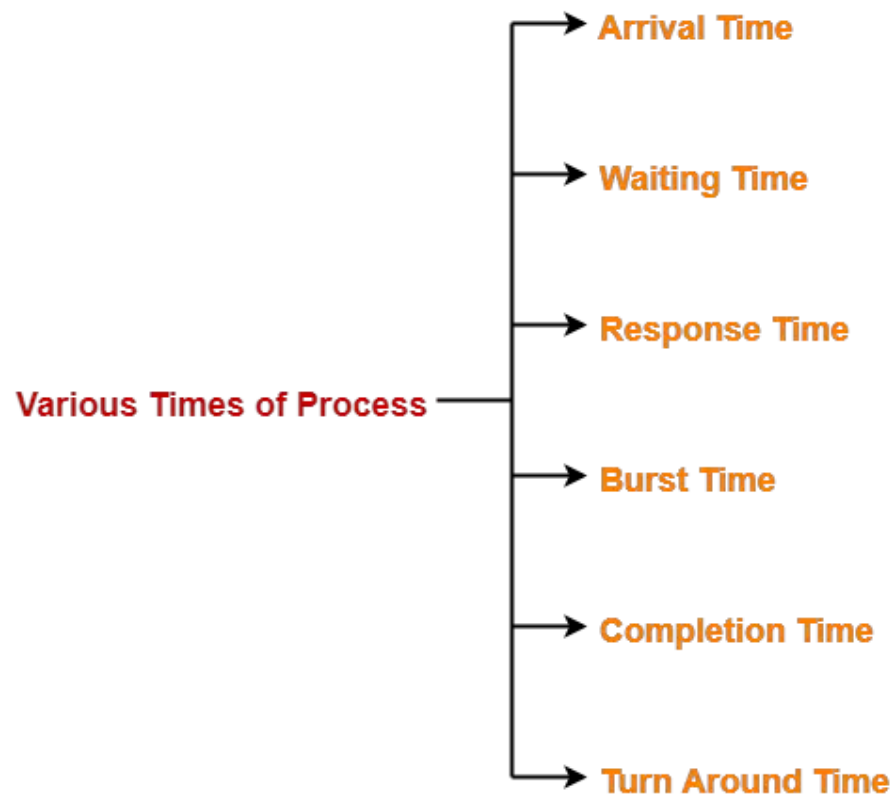 Arrival Time
Waiting Time
Response Time
Various Times of Process
Burst Time
Completion Time
Turn Around Time